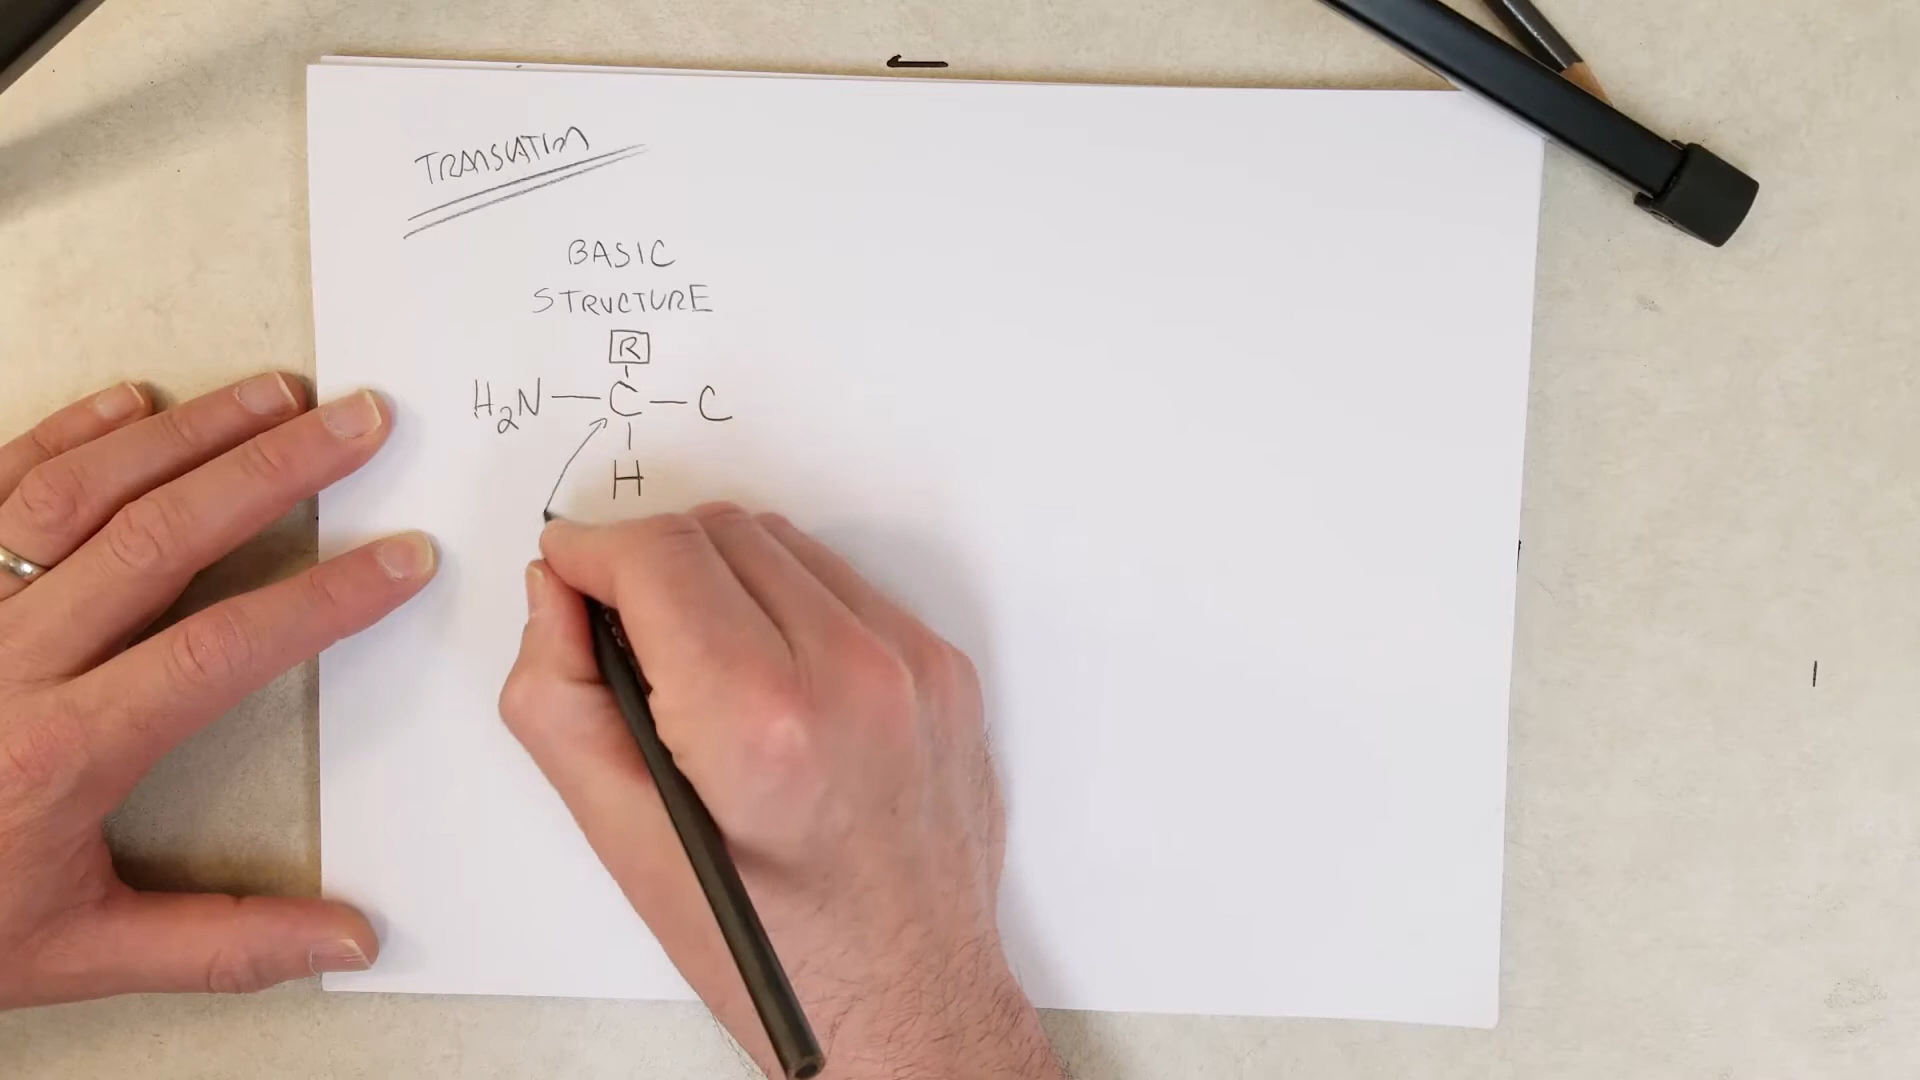 TRANSLATION
BASIC
STRUCTURE
R
H₂N—C—C
H